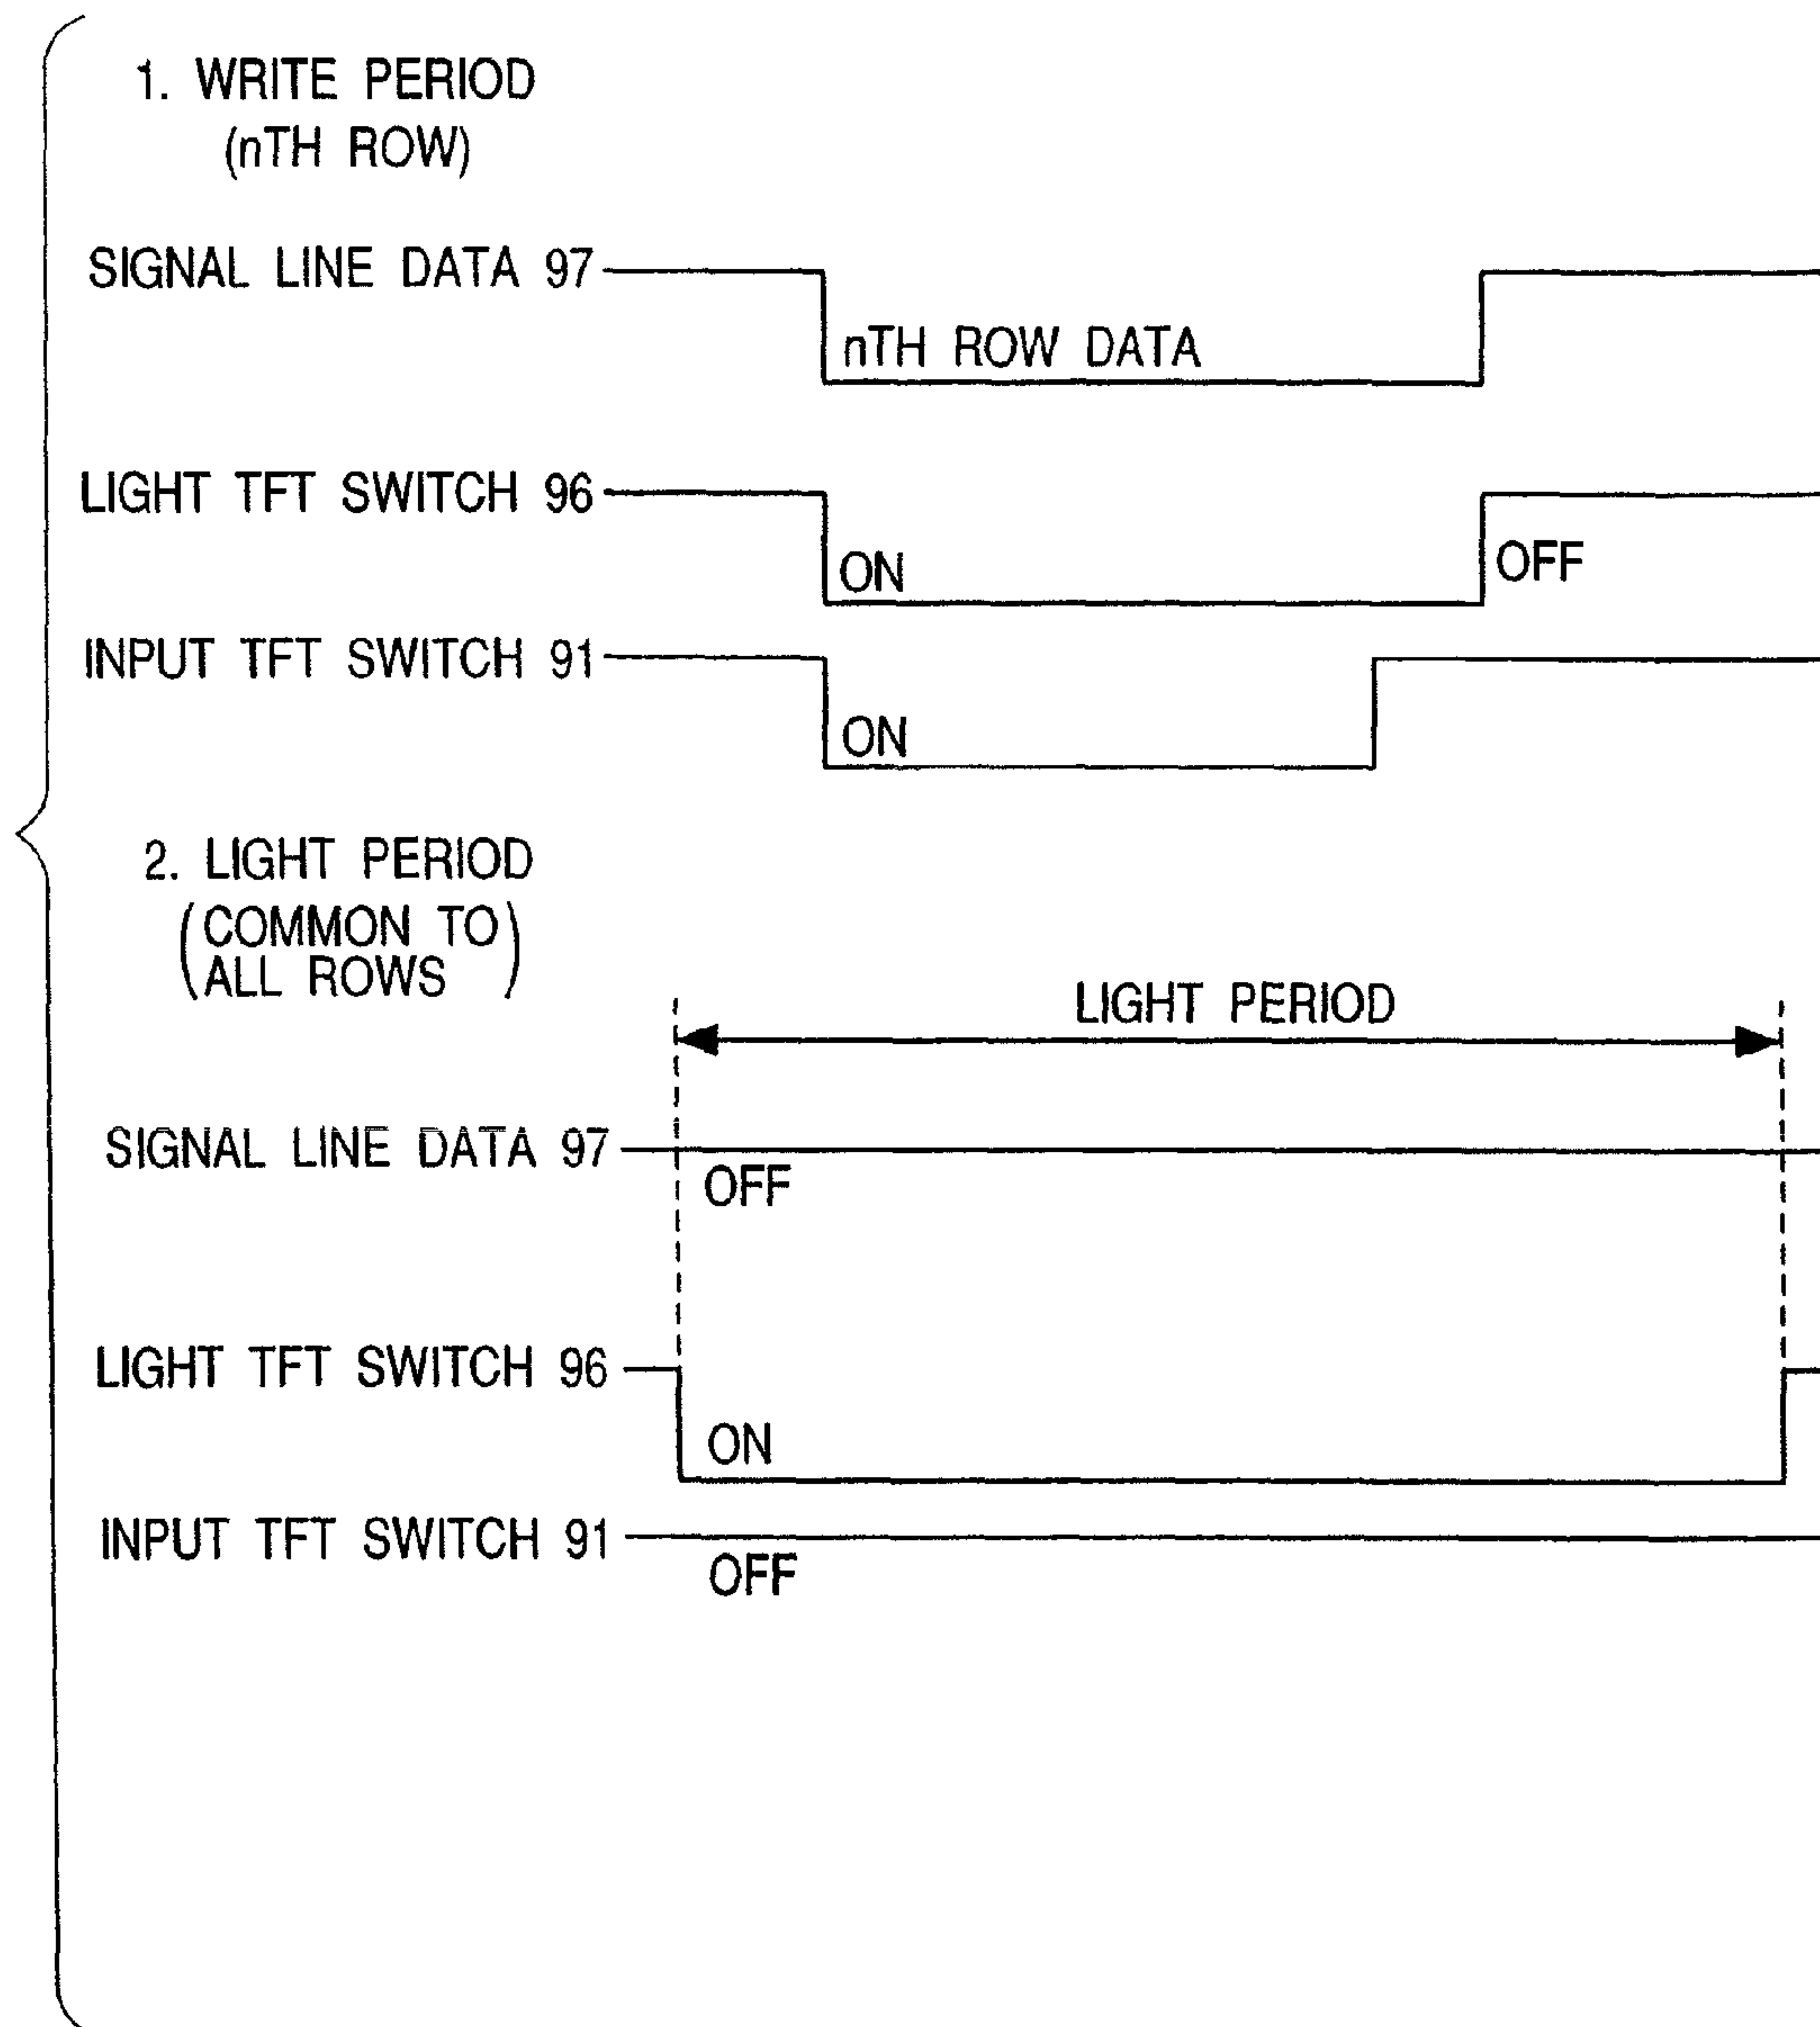 1. WRITE PERIOD
(nTH ROW)
SIGNAL LINE DATA 97
nTH ROW DATA
LIGHT TFT SWITCH 96
ON
OFF
INPUT TFT SWITCH 91
ON
2. LIGHT PERIOD
(COMMON TO
ALL ROWS)
LIGHT PERIOD
SIGNAL LINE DATA 97
OFF
LIGHT TFT SWITCH 96
ON
INPUT TFT SWITCH 91
OFF